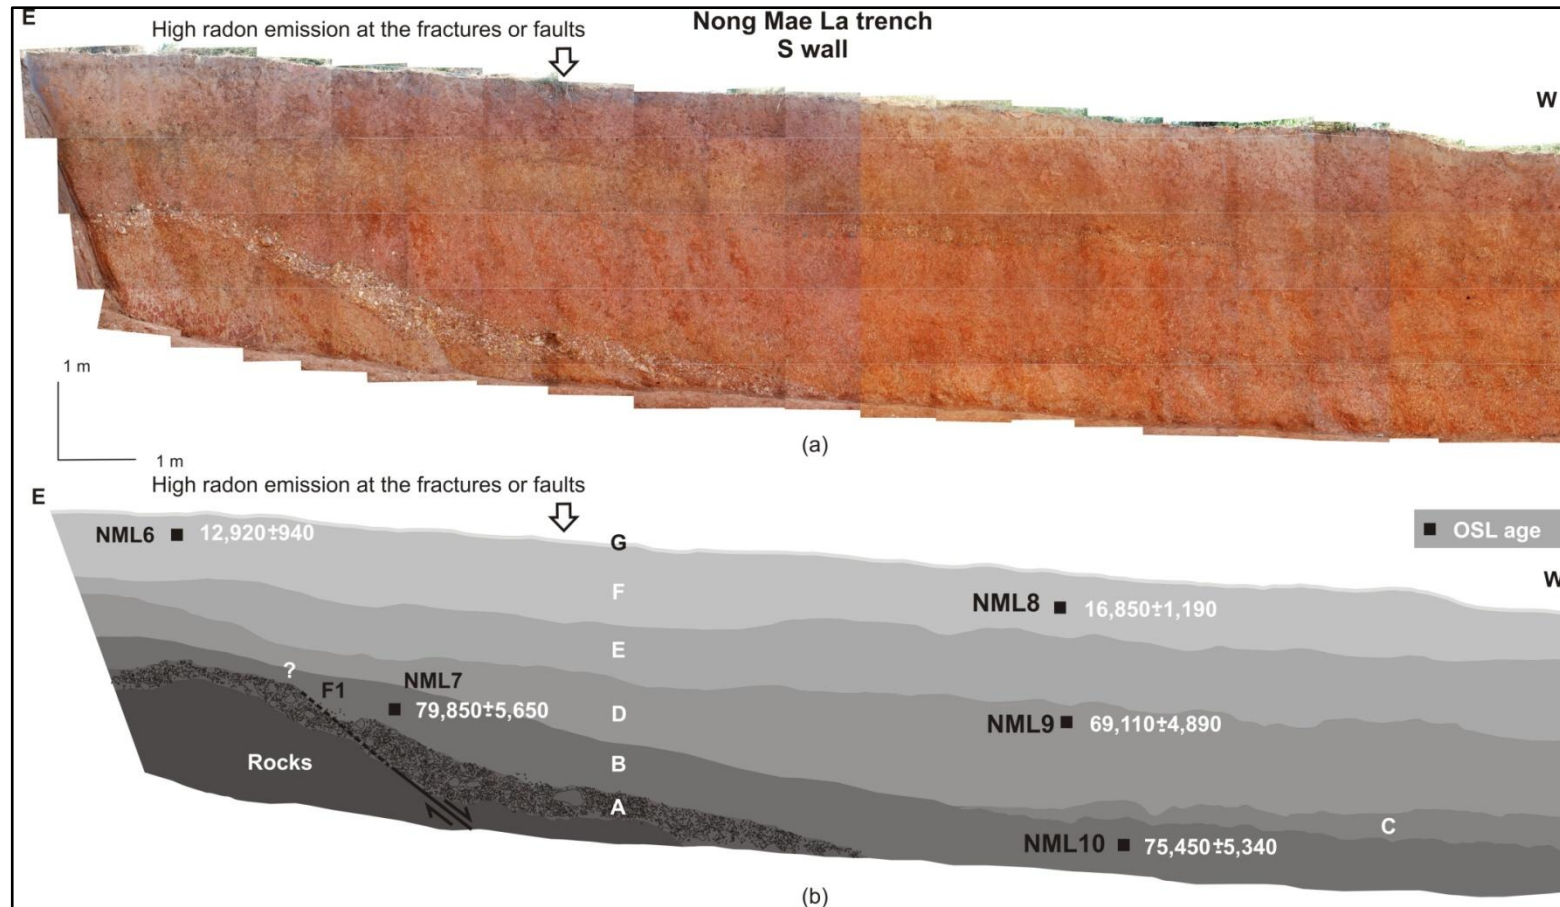 E
Nong Mae La trench
S wall
High radon emission at the fractures or faults
W
1 m
1 m
(a)
High radon emission at the fractures or faults
E
NML6 12,920±940
G
OSL age
F
NML8 16,850±1,190
W
E
?
F1
NML7
79,850±5,650
D
NML9 69,110±4,890
Rocks
B
A
C
NML10 75,450±5,340
(b)